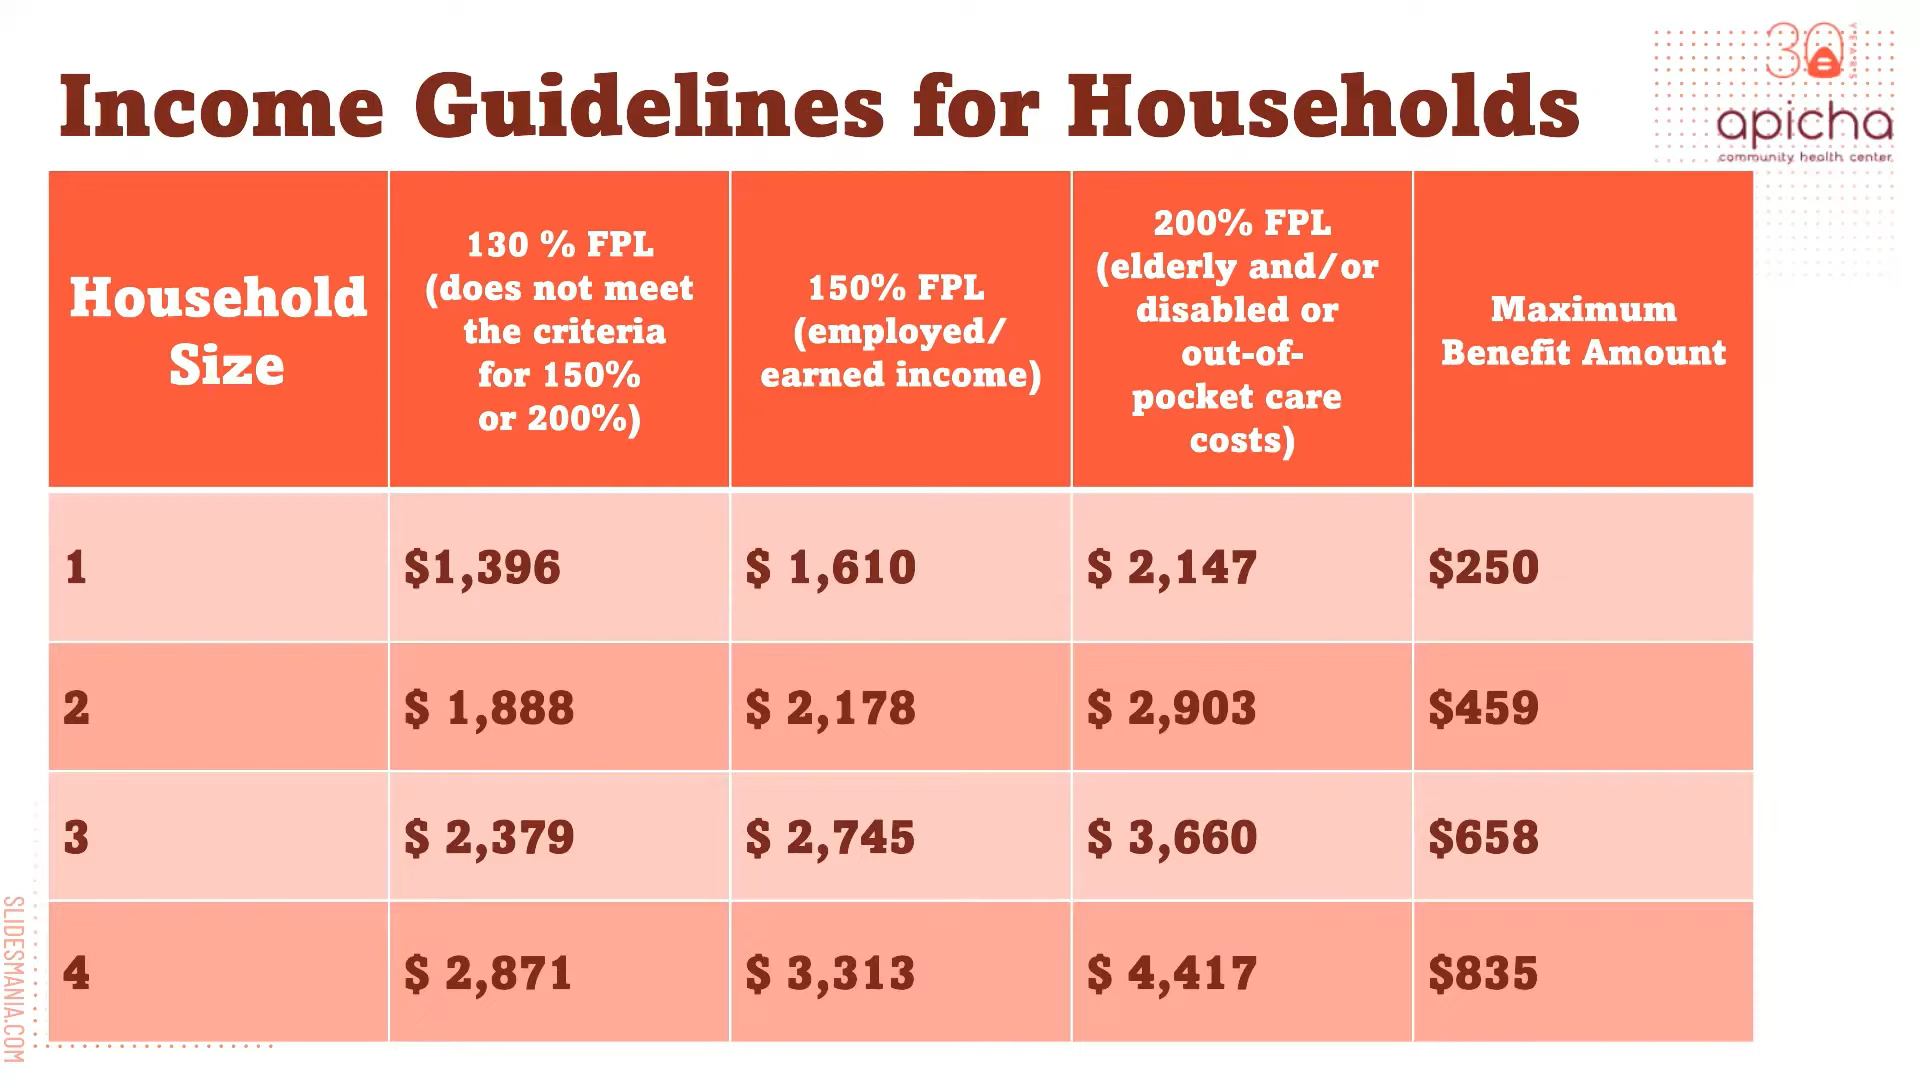 Income Guidelines for Households
30 YEARS
apicha
community health center
Household
Size
130 % FPL
(does not meet
the criteria
for 150%
or 200%)
150% FPL
(employed/
earned income)
200% FPL
(elderly and/or
disabled or
out-of-
pocket care
costs)
Maximum
Benefit Amount
1 $1,396 $ 1,610 $ 2,147 $250
2 $ 1,888 $ 2,178 $ 2,903 $459
3 $ 2,379 $ 2,745 $ 3,660 $658
4 $ 2,871 $ 3,313 $ 4,417 $835
SLIDESMANIA.COM